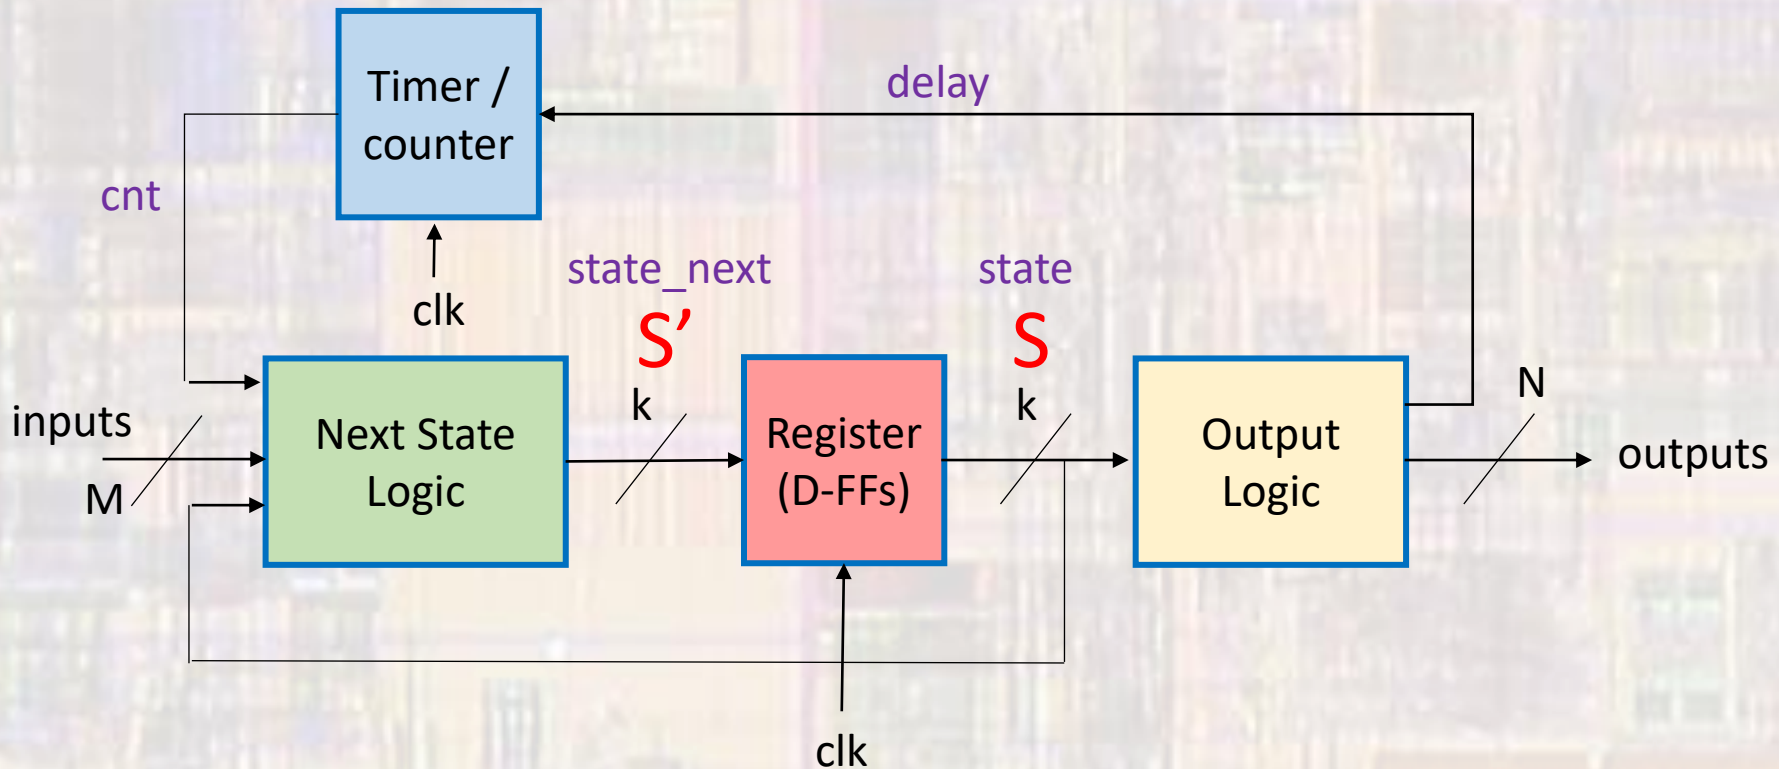 Timer /
counter
delay
cnt
clk
state_next
state
S’
S
k
k
N
inputs
M
Next State
Logic
Register
(D-FFs)
Output
Logic
outputs
clk